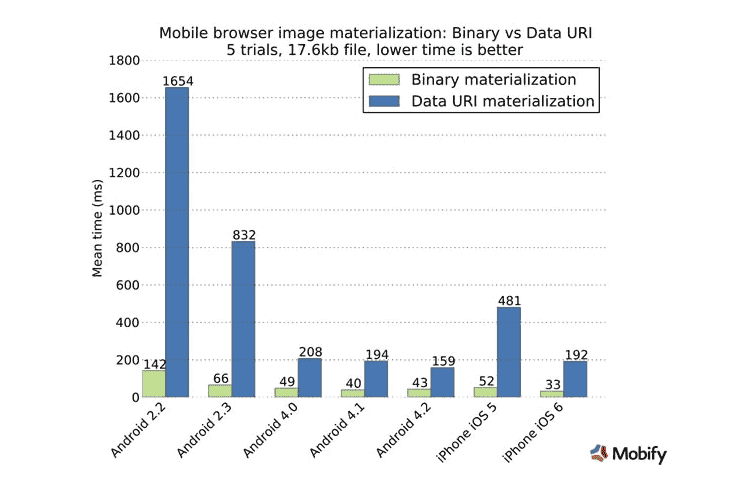 Mobile browser image materialization: Binary vs Data URI
5 trials, 17.6kb file, lower time is better
Binary materialization
Data URI materialization
Mean time (ms)
1800
1600
1400
1200
1000
800
600
400
200
0
142
1654
66
832
49
208
40
194
43
159
52
481
33
192
Android 2.2
Android 2.3
Android 4.0
Android 4.1
Android 4.2
iPhone iOS 5
iPhone iOS 6
Mobify